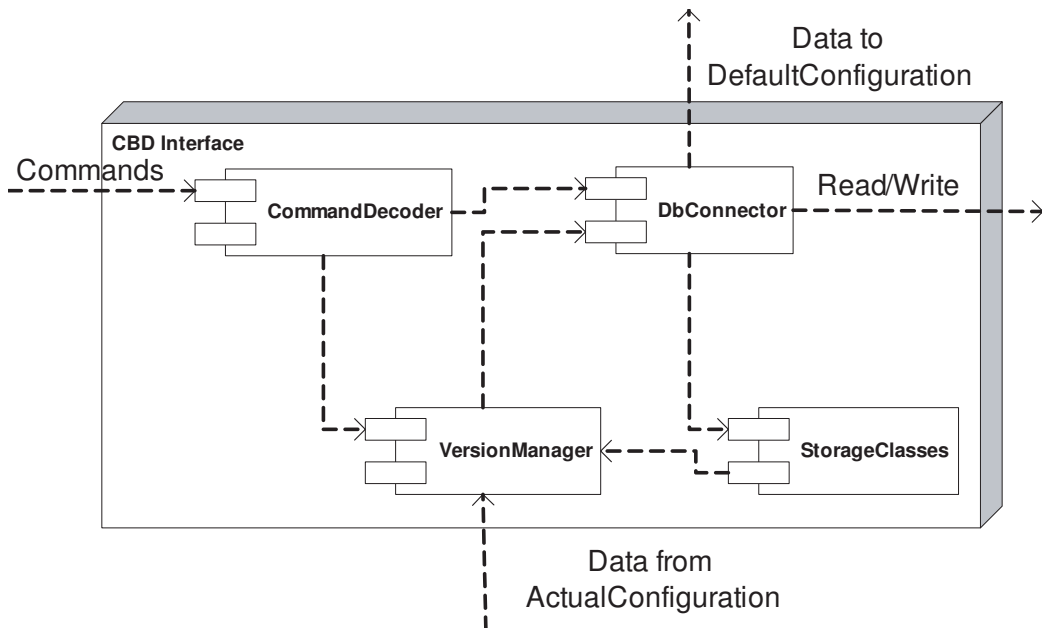 Data to
DefaultConfiguration
CBD Interface
Commands
CommandDecoder
DbConnector
Read/Write
VersionManager
StorageClasses
Data from
ActualConfiguration